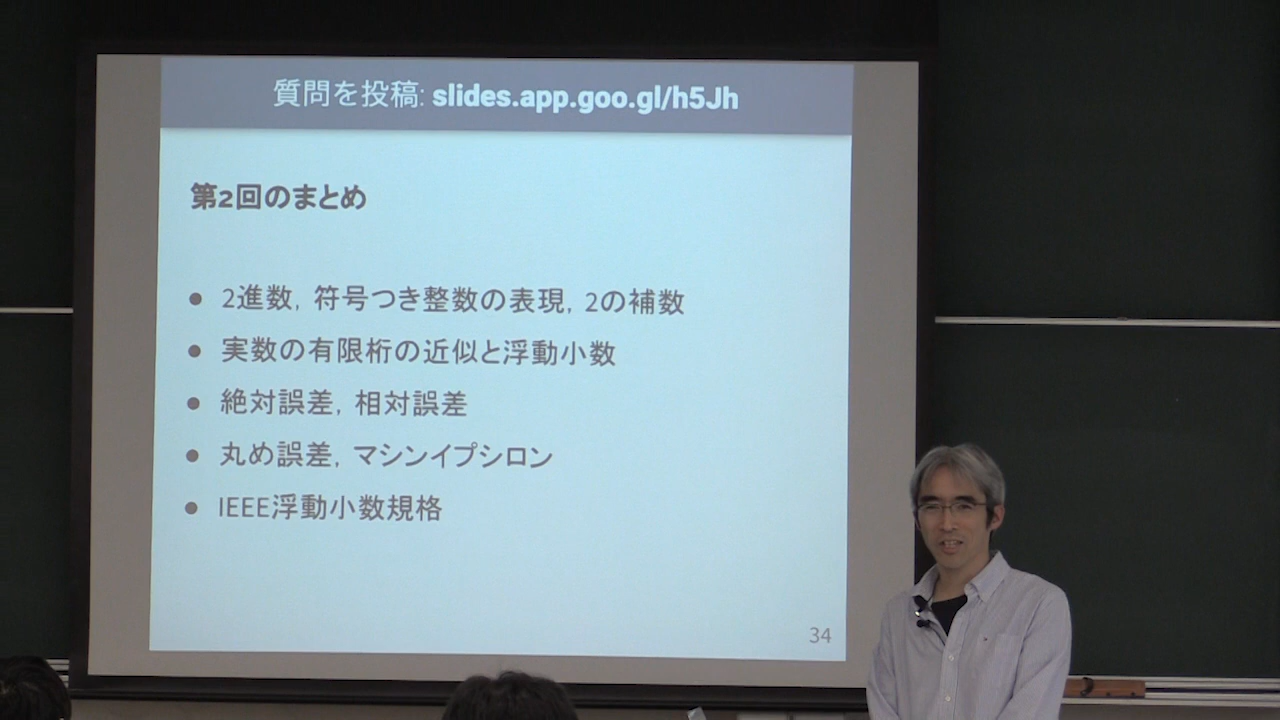 質問を投稿: slides.app.goo.gl/h5Jh
第2回のまとめ
● 2進数, 符号つき整数の表現, 2の補数
● 実数の有限桁の近似と浮動小数
● 絶対誤差, 相対誤差
● 丸め誤差, マシンイプシロン
● IEEE浮動小数規格
34